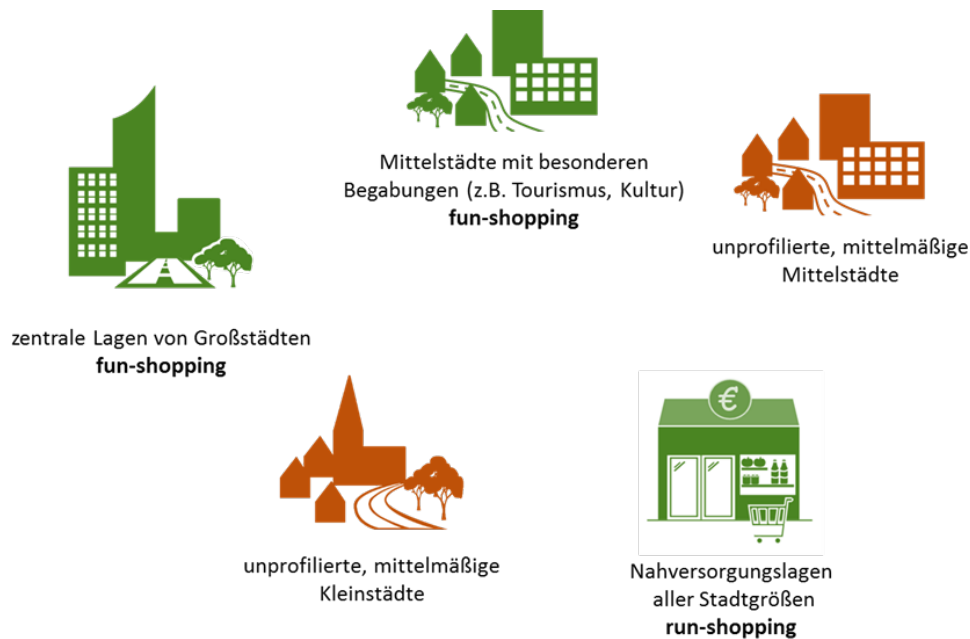 Mittelstädte mit besonderen
Begabungen (z.B. Tourismus, Kultur)
fun-shopping
unprofilierte, mittelmäßige
Mittelstädte
zentrale Lagen von Großstädten
fun-shopping
€
unprofilierte, mittelmäßige
Kleinstädte
Nahversorgungslagen
aller Stadtgrößen
run-shopping